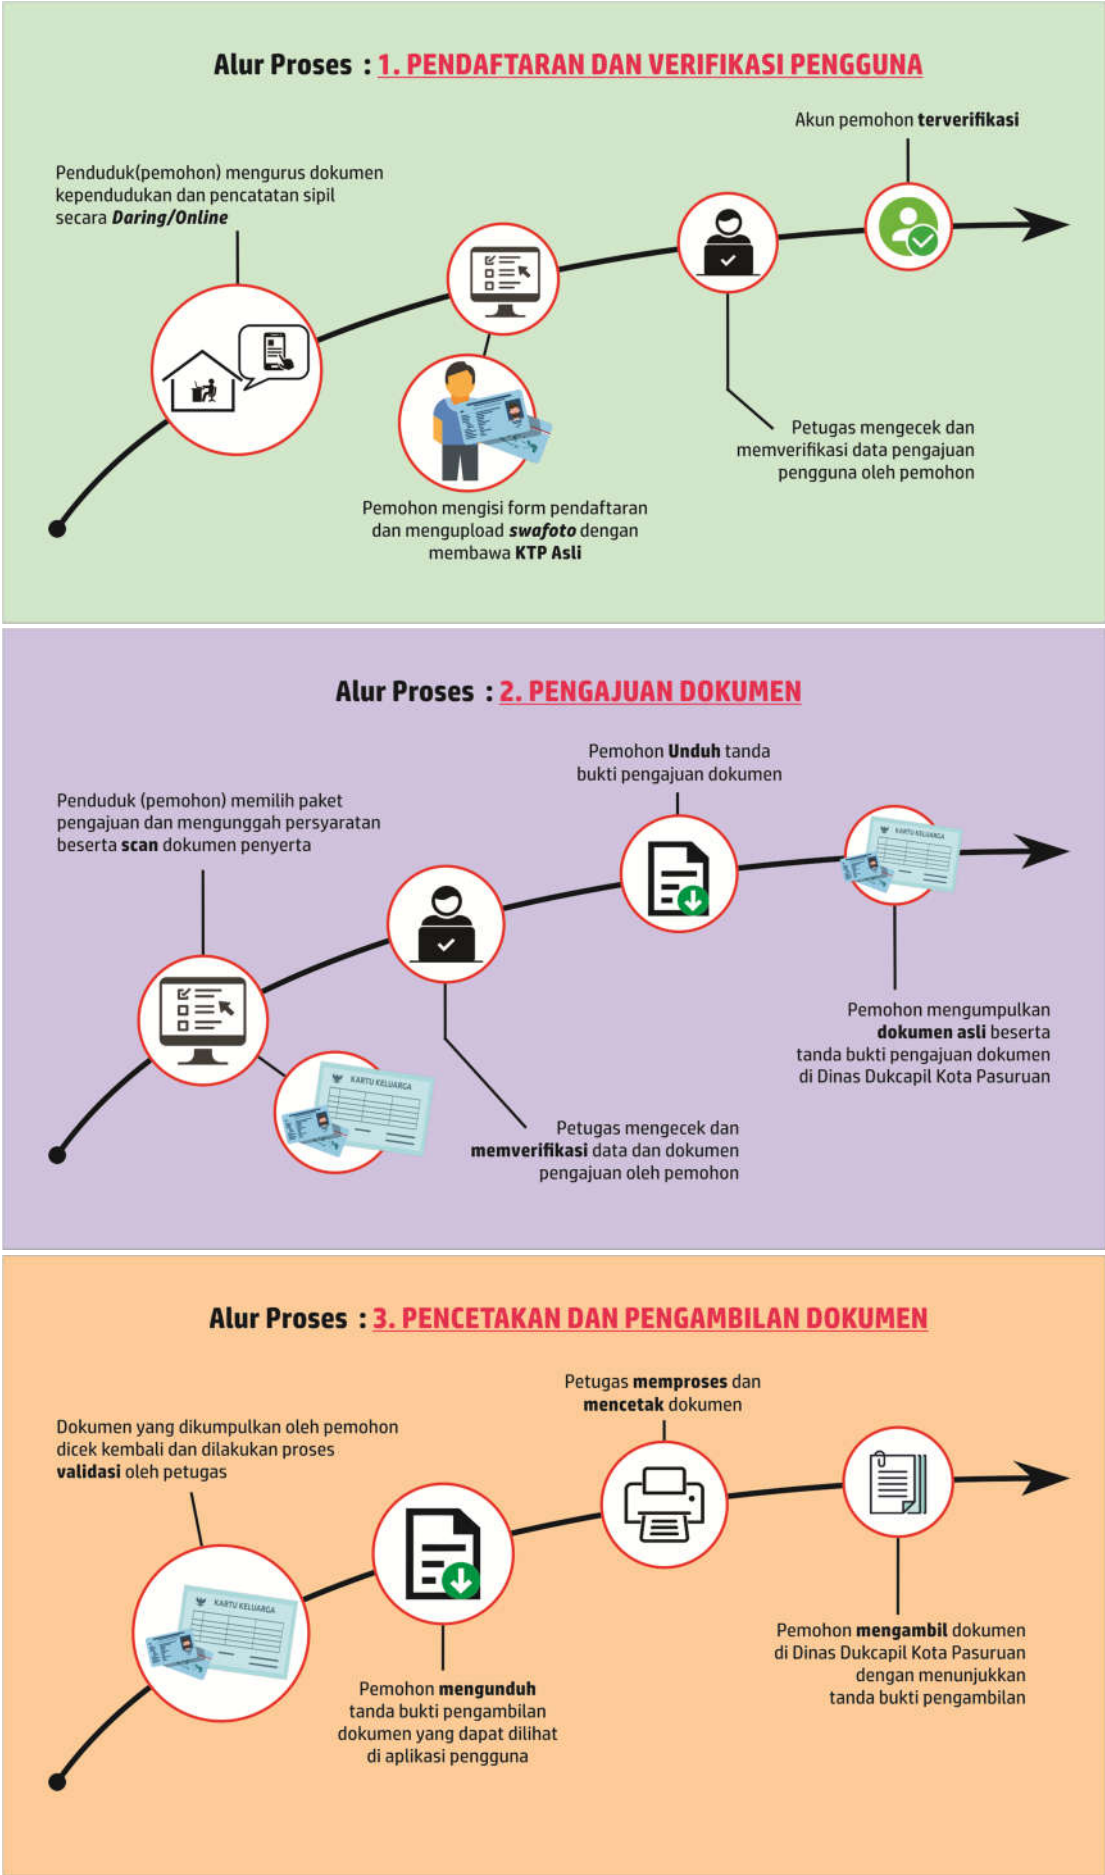 Alur Proses : 1. PENDAFTARAN DAN VERIFIKASI PENGGUNA
Akun pemohon terverifikasi
Penduduk(pemohon) mengurus dokumen
kependudukan dan pencatatan sipil
secara Daring/Online
Petugas mengecek dan
memverifikasi data pengajuan
pengguna oleh pemohon
Pemohon mengisi form pendaftaran
dan mengupload swafoto dengan
membawa KTP Asli
Alur Proses : 2. PENGAJUAN DOKUMEN
Pemohon Unduh tanda
bukti pengajuan dokumen
Penduduk (pemohon) memilih paket
pengajuan dan mengunggah persyaratan
beserta scan dokumen penyerta
KARTU KELUARGA
Pemohon mengumpulkan
dokumen asli beserta
tanda bukti pengajuan dokumen
di Dinas Dukcapil Kota Pasuruan
KARTU KELUARGA
Petugas mengecek dan
memverifikasi data dan dokumen
pengajuan oleh pemohon
Alur Proses : 3. PENCETAKAN DAN PENGAMBILAN DOKUMEN
Petugas memproses dan
mencetak dokumen
Dokumen yang dikumpulkan oleh pemohon
dicek kembali dan dilakukan proses
validasi oleh petugas
KARTU KELUARGA
Pemohon mengambil dokumen
di Dinas Dukcapil Kota Pasuruan
dengan menunjukkan
tanda bukti pengambilan
Pemohon mengunduh
tanda bukti pengambilan
dokumen yang dapat dilihat
di aplikasi pengguna